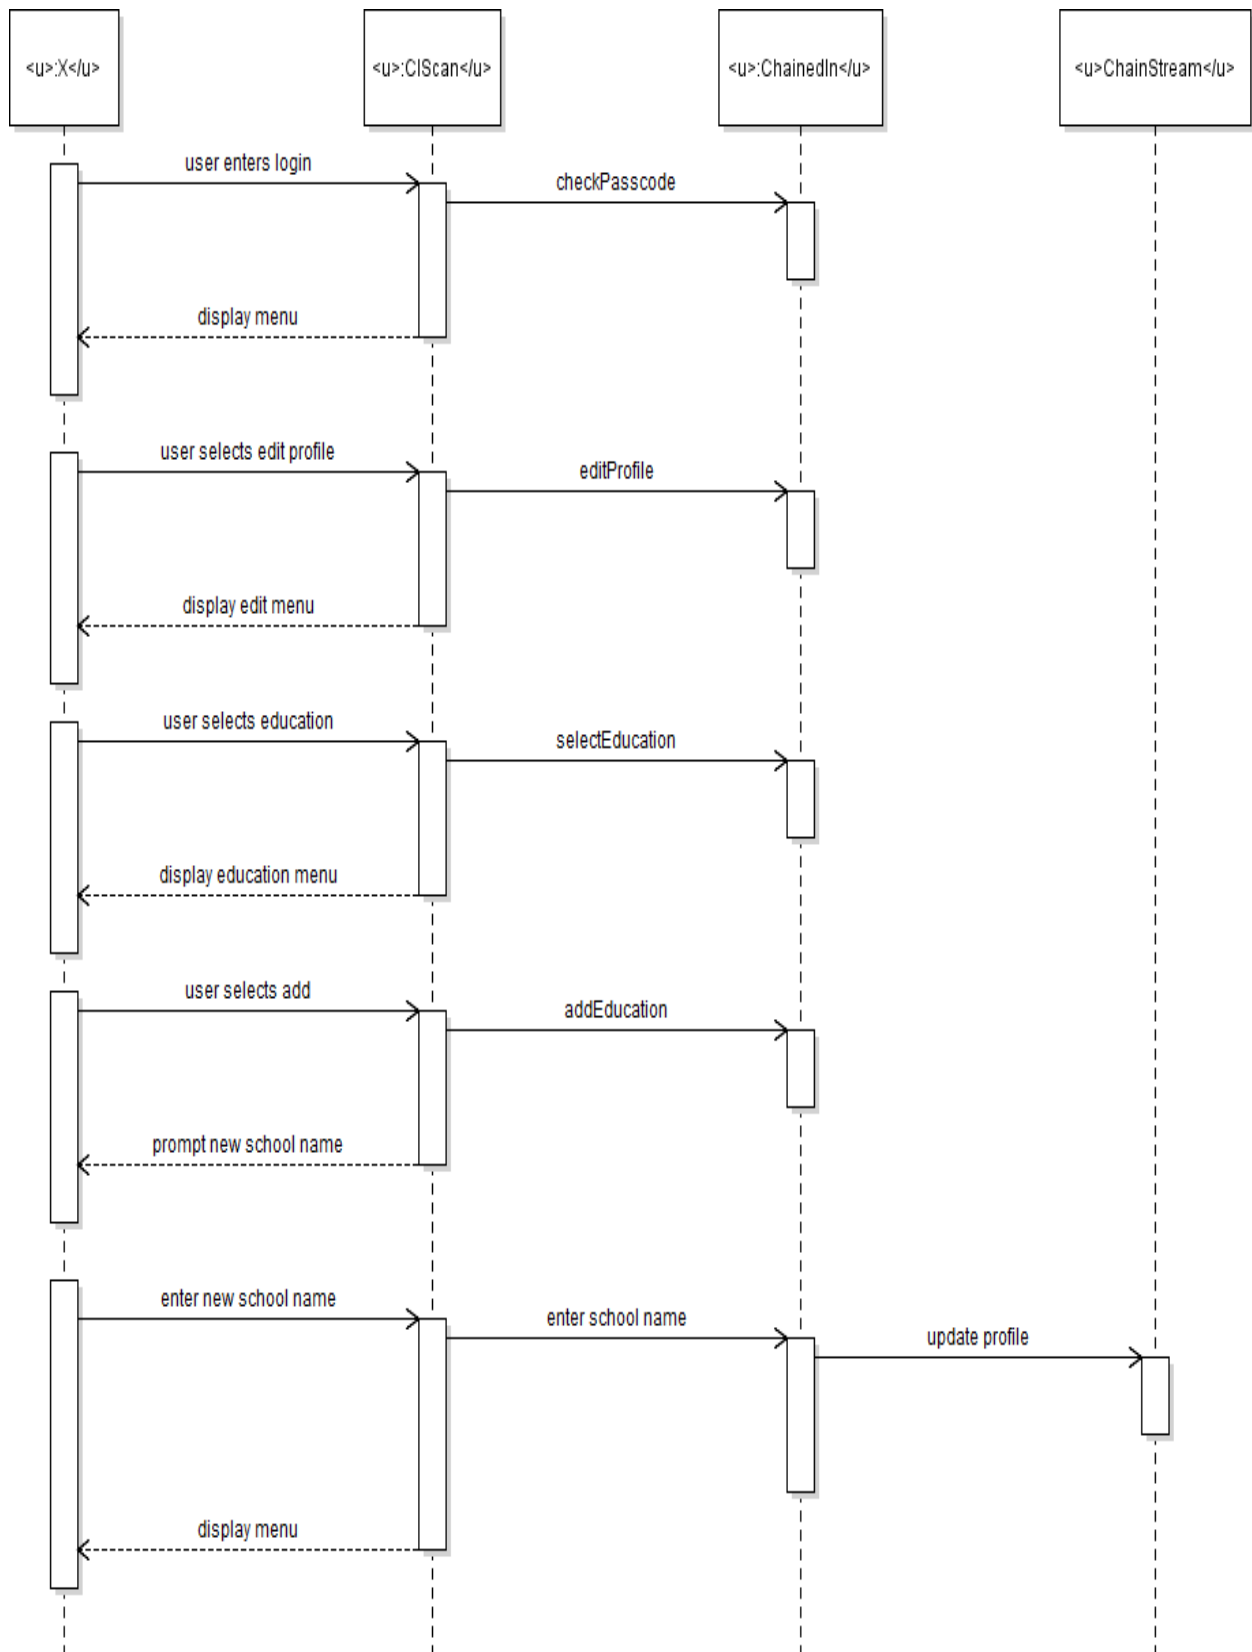 <u>:X</u>
<u>:CIScan</u>
<u>:ChainedIn</u>
<u>ChainStream</u>
user enters login
checkPasscode
display menu
user selects edit profile
editProfile
display edit menu
user selects education
selectEducation
display education menu
user selects add
addEducation
prompt new school name
enter new school name
enter school name
update profile
display menu